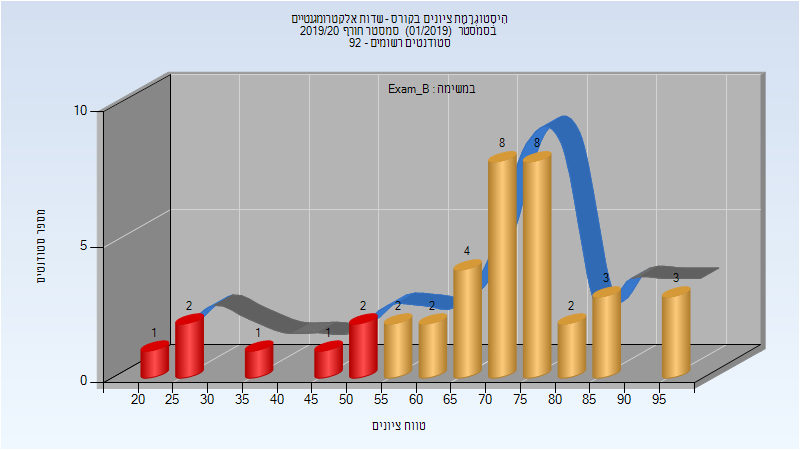 היסטוגרמת ציונים בקורס - שדות אלקטרומגנטיים
בסמסטר (01/2019) סמסטר חורף 2019/20
סטודנטים רשומים - 92
במשימה : Exam_B
10
5
0
מספר סטודנטים
1
2
1
1
2
2
2
4
8
8
2
3
3
20 25 30 35 40 45 50 55 60 65 70 75 80 85 90 95
טווח ציונים